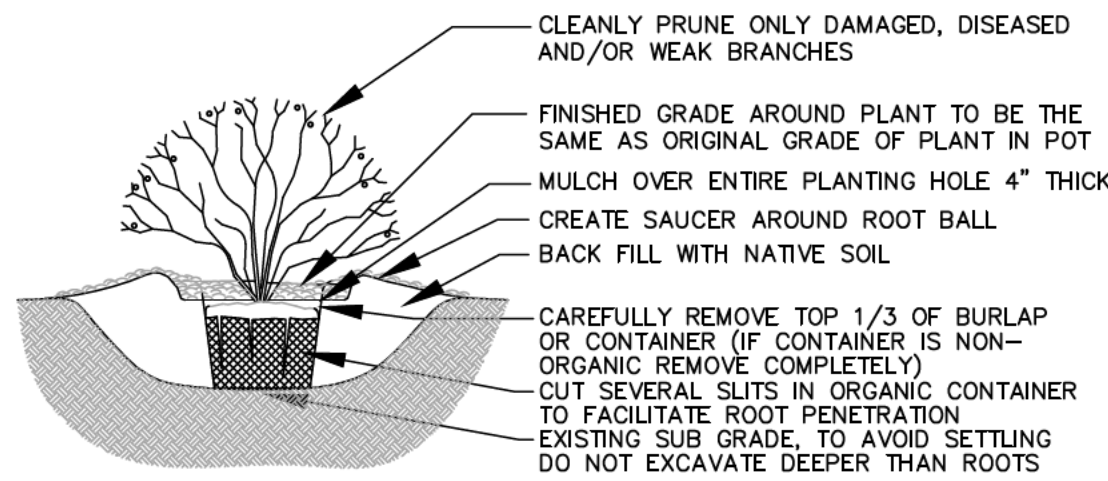 CLEANLY PRUNE ONLY DAMAGED, DISEASED
AND/OR WEAK BRANCHES
FINISHED GRADE AROUND PLANT TO BE THE
SAME AS ORIGINAL GRADE OF PLANT IN POT
MULCH OVER ENTIRE PLANTING HOLE 4" THICK
CREATE SAUCER AROUND ROOT BALL
BACK FILL WITH NATIVE SOIL
CAREFULLY REMOVE TOP 1/3 OF BURLAP
OR CONTAINER (IF CONTAINER IS NON-
ORGANIC REMOVE COMPLETELY)
CUT SEVERAL SLITS IN ORGANIC CONTAINER
TO FACILITATE ROOT PENETRATION
EXISTING SUB GRADE, TO AVOID SETTLING
DO NOT EXCAVATE DEEPER THAN ROOTS